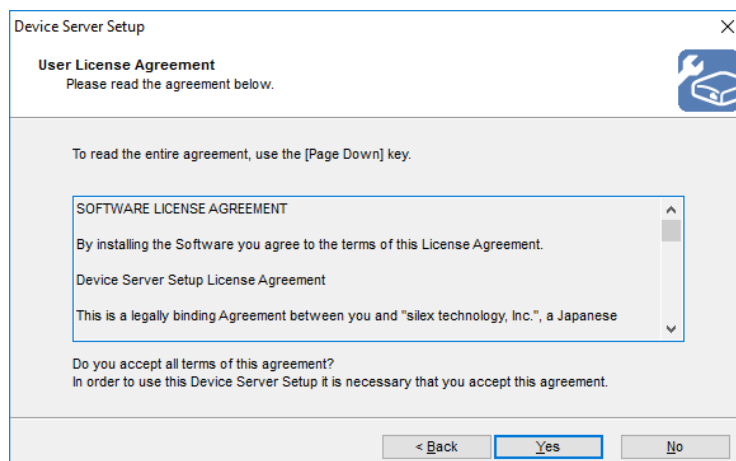 Device Server Setup
User License Agreement
Please read the agreement below.
To read the entire agreement, use the [Page Down] key.
SOFTWARE LICENSE AGREEMENT
By installing the Software you agree to the terms of this License Agreement.
Device Server Setup License Agreement
This is a legally binding Agreement between you and "silex technology, Inc.", a Japanese
Do you accept all terms of this agreement?
In order to use this Device Server Setup it is necessary that you accept this agreement.
< Back Yes No